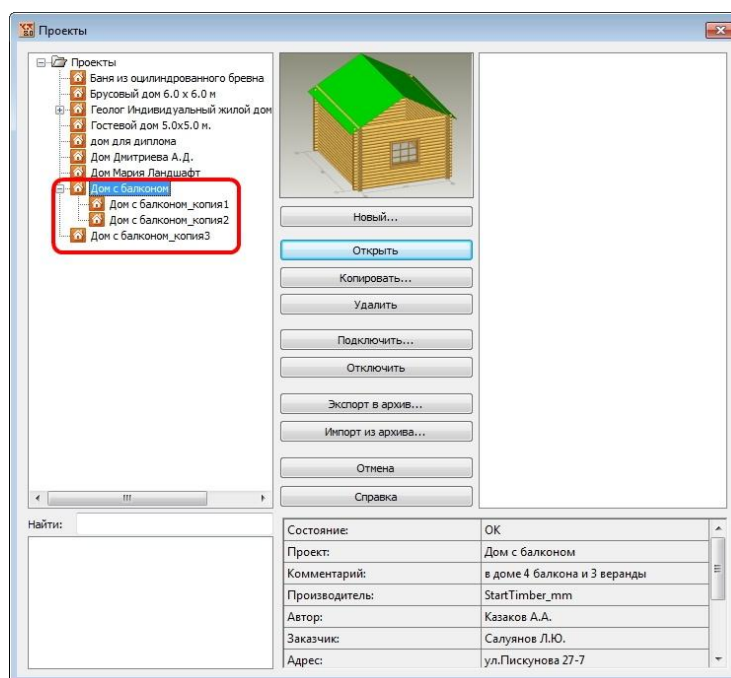 Проекты
Проекты
Баня из оцилиндрованного бревна
Брусовый дом 6.0 x 6.0 м
Геолог Индивидуальный жилой дом
Гостевой дом 5.0x5.0 м.
дом для диплома
Дом Дмитриева А.Д.
Дом Мария Ландшафт
Дом с балконом
Дом с балконом_копия1
Дом с балконом_копия2
Дом с балконом_копия3
Новый...
Открыть
Копировать...
Удалить
Подключить...
Отключить
Экспорт в архив...
Импорт из архива...
Отмена
Справка
Найти:
Состояние: OK
Проект: Дом с балконом
Комментарий: в доме 4 балкона и 3 веранды
Производитель: StartTimber_mm
Автор: Казаков А.А.
Заказчик: Салуянов Л.Ю.
Адрес: ул.Пискунова 27-7